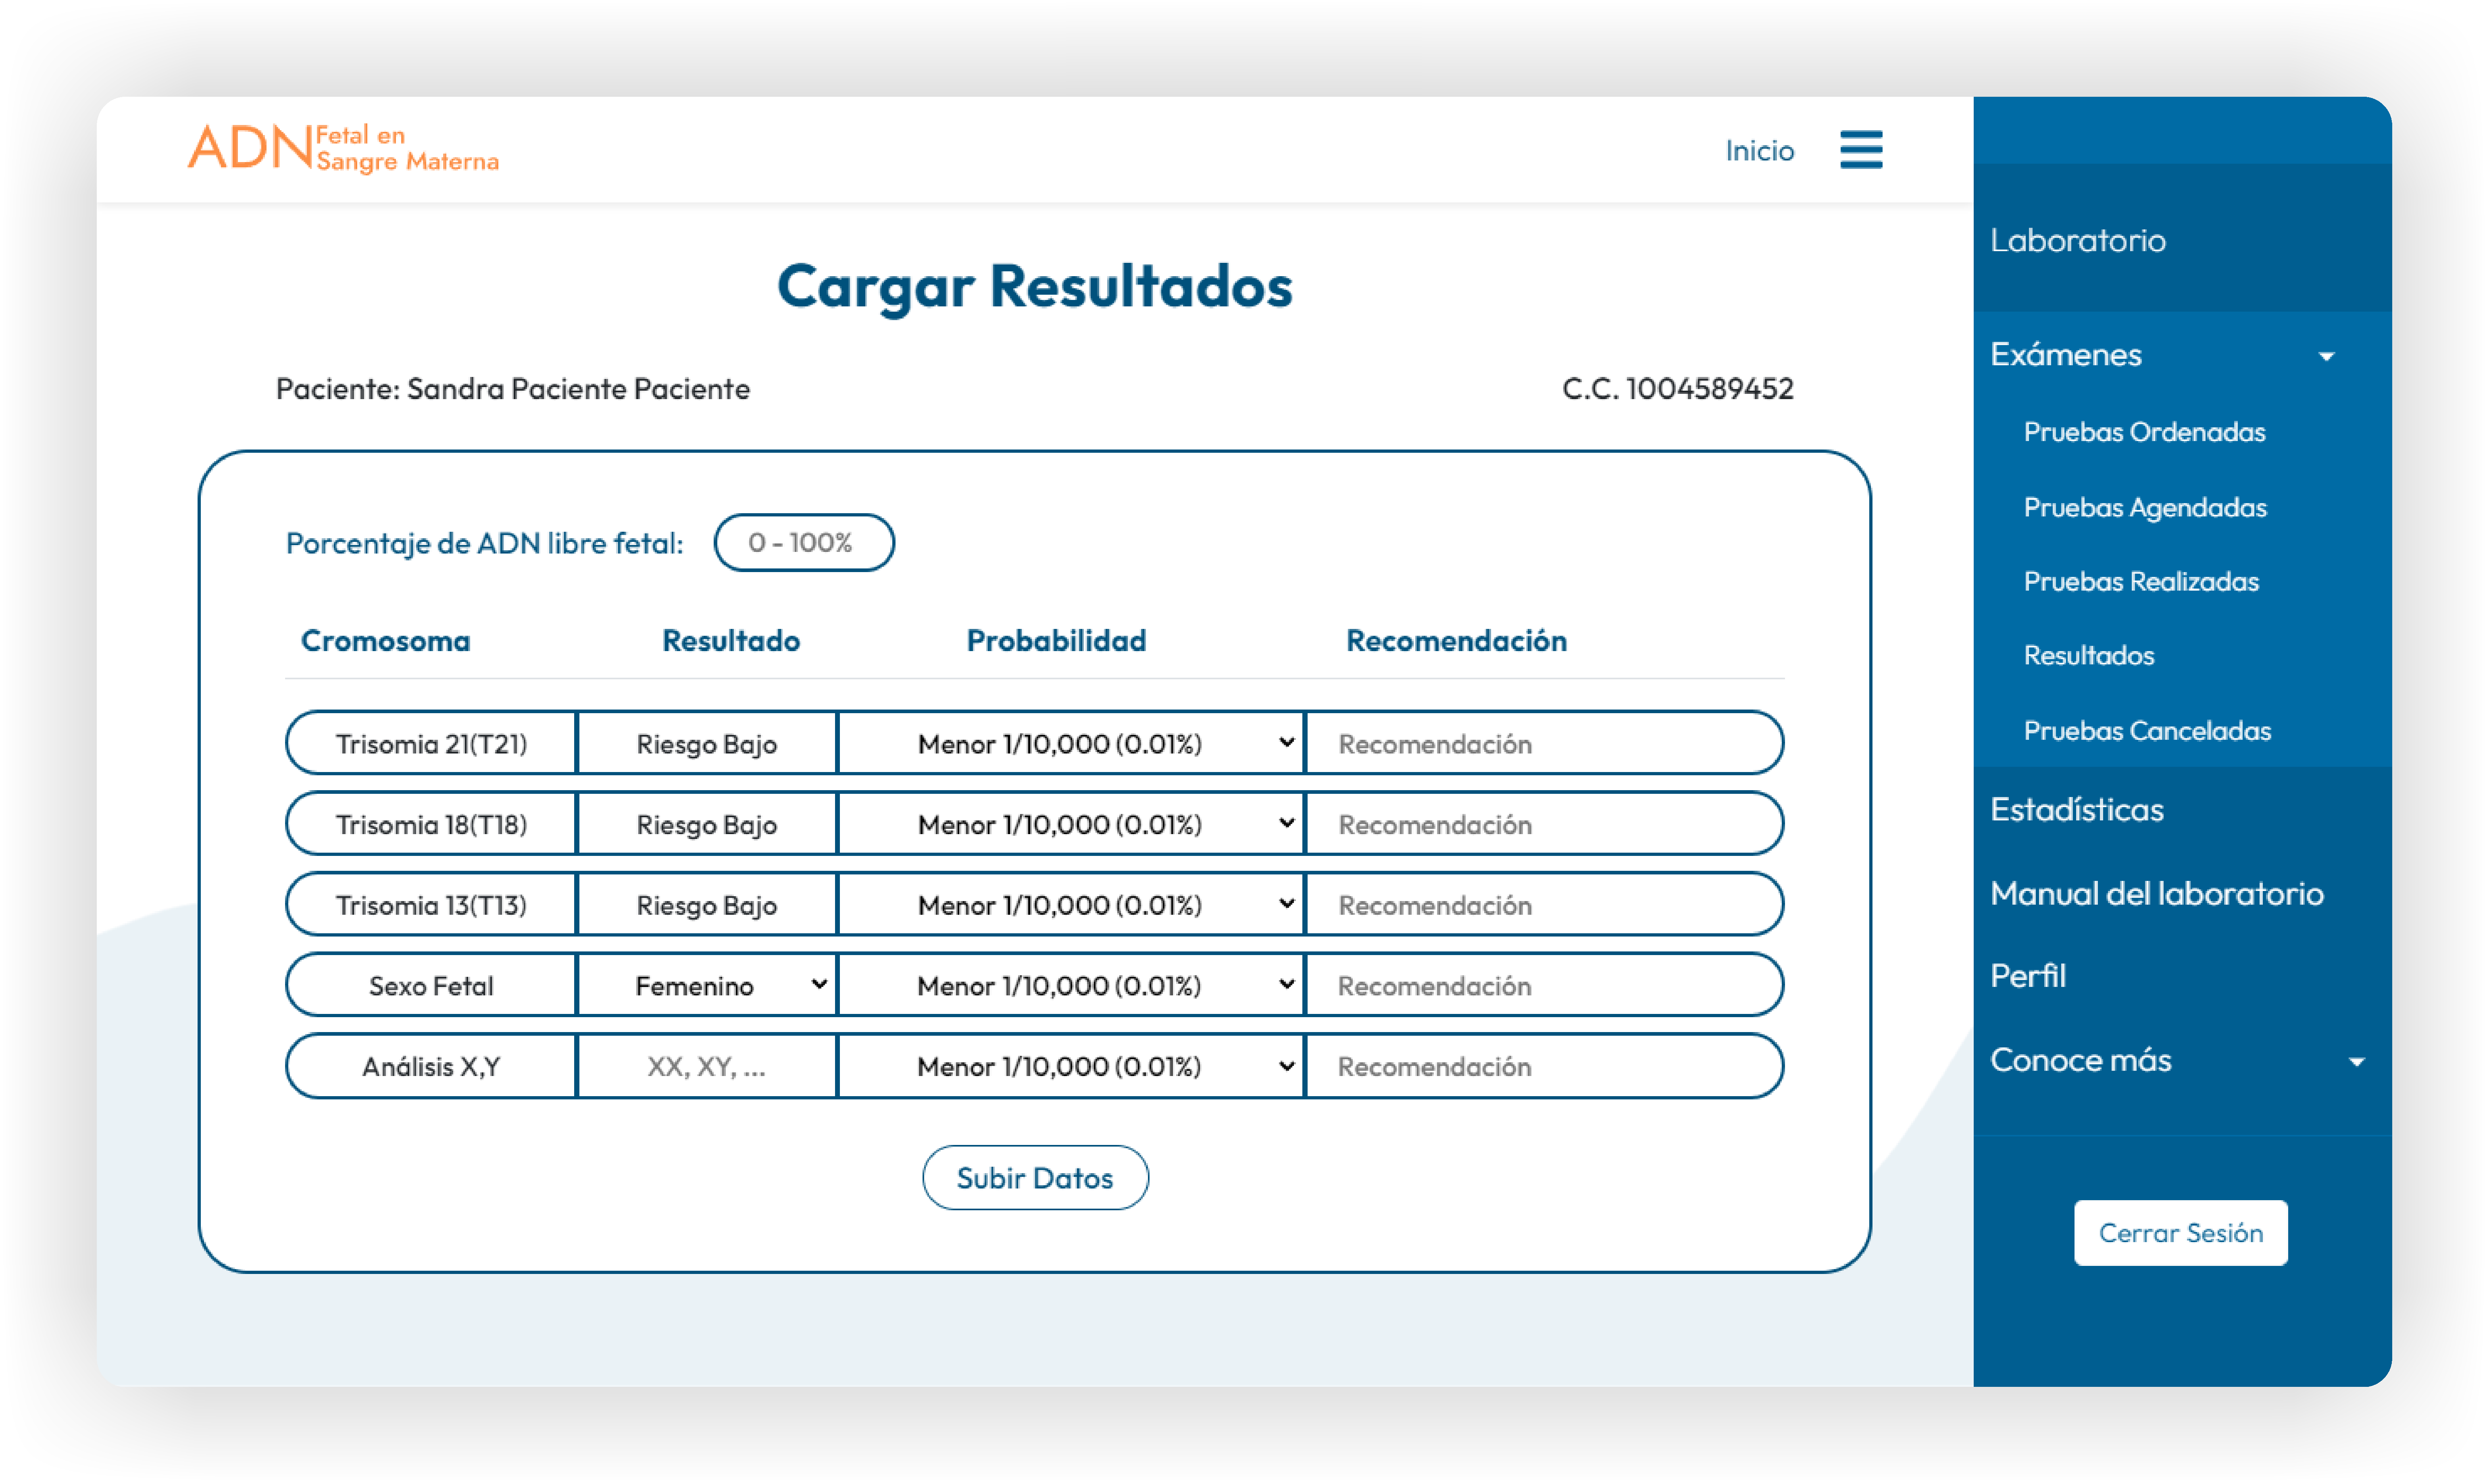 ADN Fetal en
Sangre Materna
Inicio
Cargar Resultados
Paciente: Sandra Paciente Paciente
C.C. 1004589452
Porcentaje de ADN libre fetal: 0 - 100%
Cromosoma Resultado Probabilidad Recomendación
Trisomia 21(T21) Riesgo Bajo Menor 1/10,000 (0.01%) Recomendación
Trisomia 18(T18) Riesgo Bajo Menor 1/10,000 (0.01%) Recomendación
Trisomia 13(T13) Riesgo Bajo Menor 1/10,000 (0.01%) Recomendación
Sexo Fetal Femenino Menor 1/10,000 (0.01%) Recomendación
Análisis X,Y XX, XY, ... Menor 1/10,000 (0.01%) Recomendación
Subir Datos
Laboratorio
Exámenes
Pruebas Ordenadas
Pruebas Agendadas
Pruebas Realizadas
Resultados
Pruebas Canceladas
Estadísticas
Manual del laboratorio
Perfil
Conoce más
Cerrar Sesión